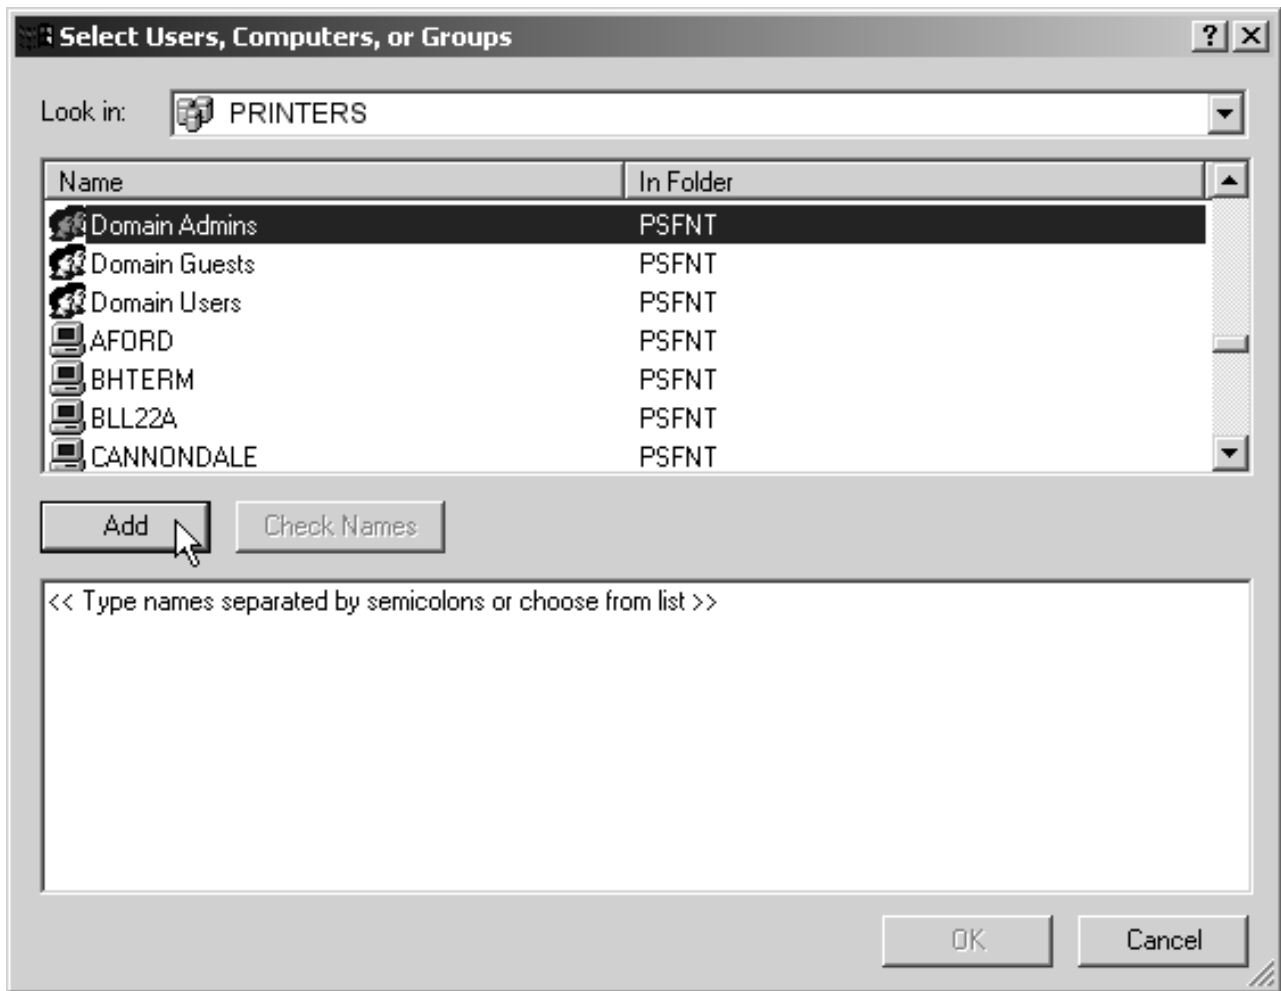 Select Users, Computers, or Groups
Look in: PRINTERS
Name In Folder
Domain Admins PSFNT
Domain Guests PSFNT
Domain Users PSFNT
AFORD PSFNT
BHTERM PSFNT
BLL22A PSFNT
CANNONDALE PSFNT
Add Check Names
<< Type names separated by semicolons or choose from list >>
OK Cancel